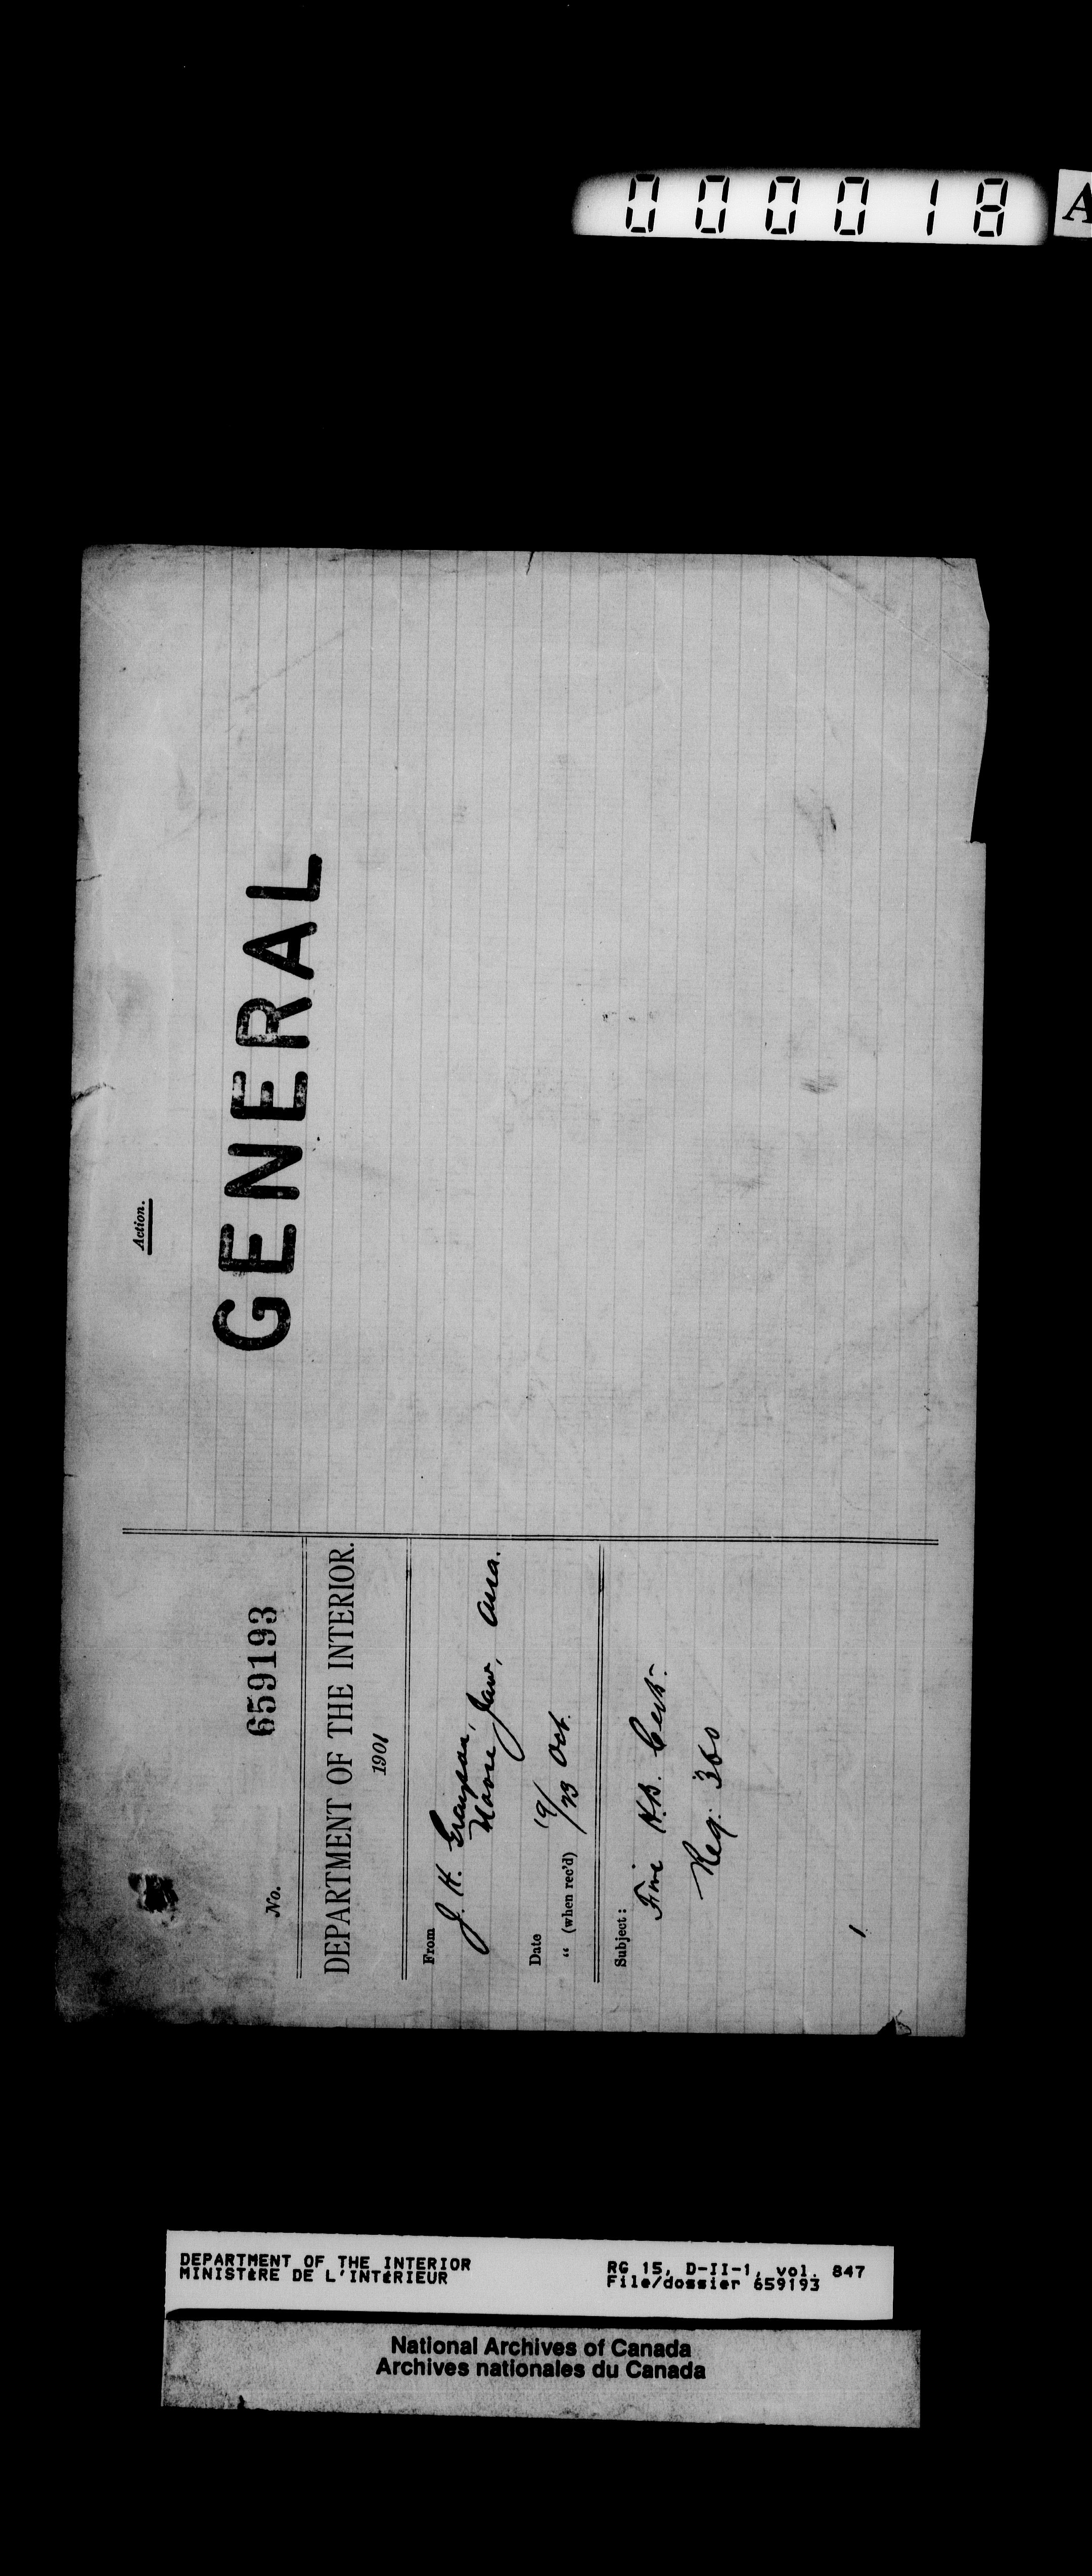 000018
A
No. 659193
DEPARTMENT OF THE INTERIOR.
1901
From J. H. Grayson,
Moose Jaw, Assa.
Date 19/
" (when rec'd) 23 Oct.
Subject:
H.B. Certs.
Reg. 360
1
Action.
GENERAL
DEPARTMENT OF THE INTERIOR
MINISTÈRE DE L'INTÉRIEUR
RG 15, D-II-1, vol. 847
File/dossier 659193
National Archives of Canada
Archives nationales du Canada